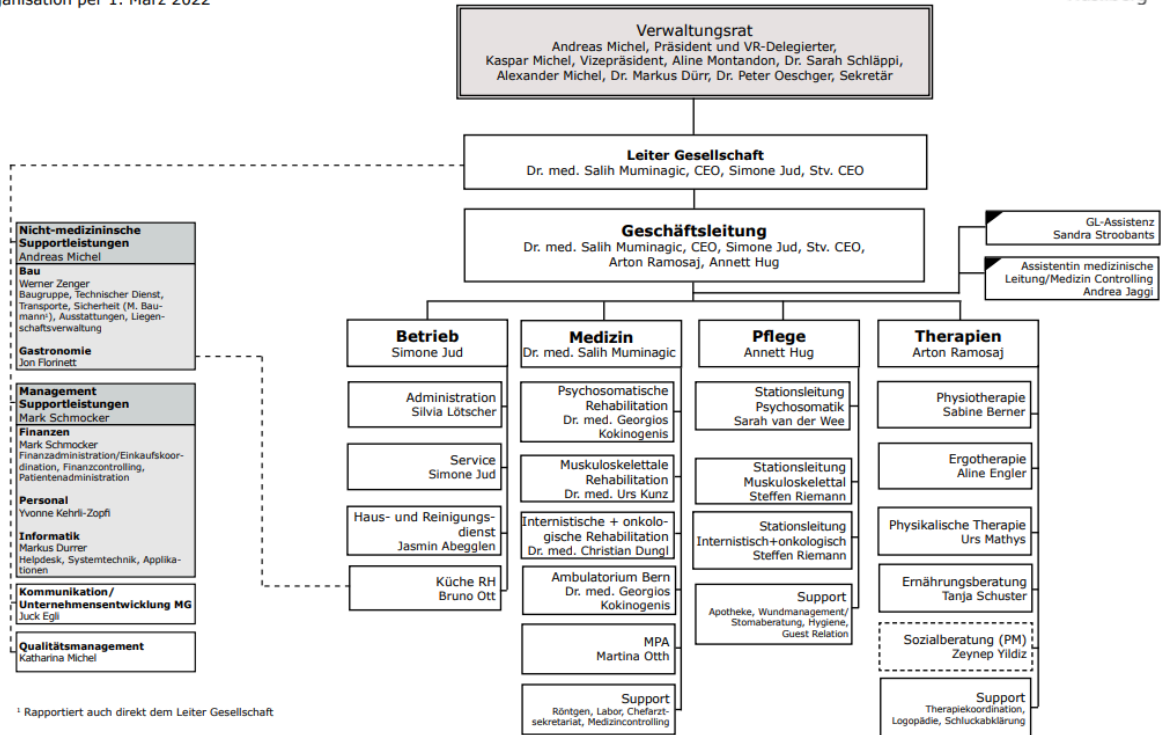 Verwaltungsrat
Andreas Michel, Präsident und VR-Delegierter,
Kaspar Michel, Vizepräsident, Aline Montandon, Dr. Sarah Schläppi,
Alexander Michel, Dr. Markus Dürr, Dr. Peter Oeschger, Sekretär
Leiter Gesellschaft
Dr. med. Salih Muminagic, CEO, Simone Jud, Stv. CEO
Geschäftsleitung
Dr. med. Salih Muminagic, CEO, Simone Jud, Stv. CEO,
Arton Ramosaj, Annett Hug
GL-Assistenz
Sandra Stroobants
Assistentin medizinische
Leitung/Medizin Controlling
Andrea Jaggi
Nicht-medizininsche
Supportleistungen
Andreas Michel
Bau
Werner Zenger
Baugruppe, Technischer Dienst,
Transporte, Sicherheit (M. Bau-
mann¹), Ausstattungen, Liegen-
schaftsverwaltung
Gastronomie
Jon Florinett
Management
Supportleistungen
Mark Schmocker
Finanzen
Mark Schmocker
Finanzadministration/Einkaufskoor-
dination, Finanzcontrolling,
Patientenadministration
Personal
Yvonne Kehrli-Zopfi
Informatik
Markus Durrer
Helpdesk, Systemtechnik, Applika-
tionen
Kommunikation/
Unternehmensentwicklung MG
Juck Egli
Qualitätsmanagement
Katharina Michel
Betrieb
Simone Jud
Administration
Silvia Lötscher
Service
Simone Jud
Haus- und Reinigungs-
dienst
Jasmin Abegglen
Küche RH
Bruno Ott
Medizin
Dr. med. Salih Muminagic
Psychosomatische
Rehabilitation
Dr. med. Georgios
Kokinogenis
Muskuloskelettale
Rehabilitation
Dr. med. Urs Kunz
Internistische + onkolo-
gische Rehabilitation
Dr. med. Christian Dungl
Ambulatorium Bern
Dr. med. Georgios
Kokinogenis
MPA
Martina Otth
Support
Röntgen, Labor, Chefarzt-
sekretariat, Medizincontrolling
Pflege
Annett Hug
Stationsleitung
Psychosomatik
Sarah van der Wee
Stationsleitung
Muskuloskelettal
Steffen Riemann
Stationsleitung
Internistisch+onkologisch
Steffen Riemann
Support
Apotheke, Wundmanagement/
Stomaberatung, Hygiene,
Guest Relation
Therapien
Arton Ramosaj
Physiotherapie
Sabine Berner
Ergotherapie
Aline Engler
Physikalische Therapie
Urs Mathys
Ernährungsberatung
Tanja Schuster
Sozialberatung (PM)
Zeynep Yildiz
Support
Therapiekoordination,
Logopädie, Schluckabklärung
¹ Rapportiert auch direkt dem Leiter Gesellschaft